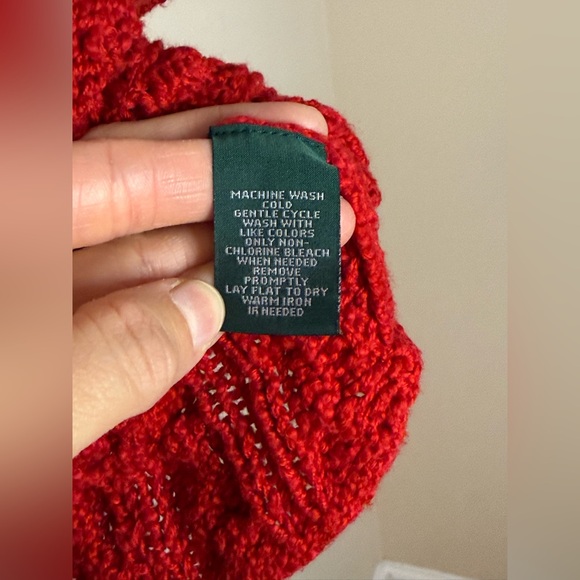 MACHINE WASH
COLD
GENTLE CYCLE
WASH WITH
LIKE COLORS
ONLY NON-
CHLORINE BLEACH
WHEN NEEDED
REMOVE
PROMPTLY
LAY FLAT TO DRY
WARM IRON
IF NEEDED